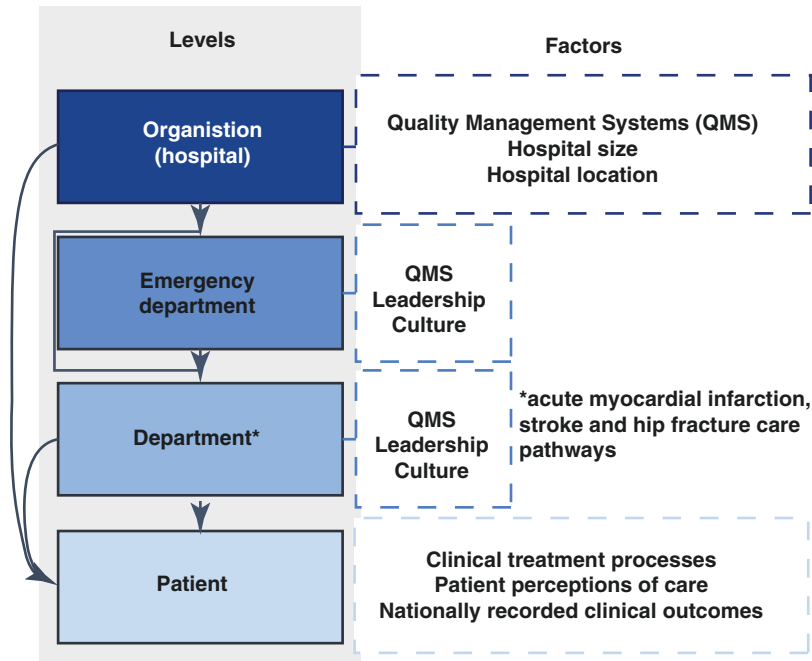 Levels
Factors
Organistion
(hospital)
Quality Management Systems (QMS)
Hospital size
Hospital location
Emergency
department
QMS
Leadership
Culture
Department*
QMS
Leadership
Culture
*acute myocardial infarction,
stroke and hip fracture care
pathways
Patient
Clinical treatment processes
Patient perceptions of care
Nationally recorded clinical outcomes